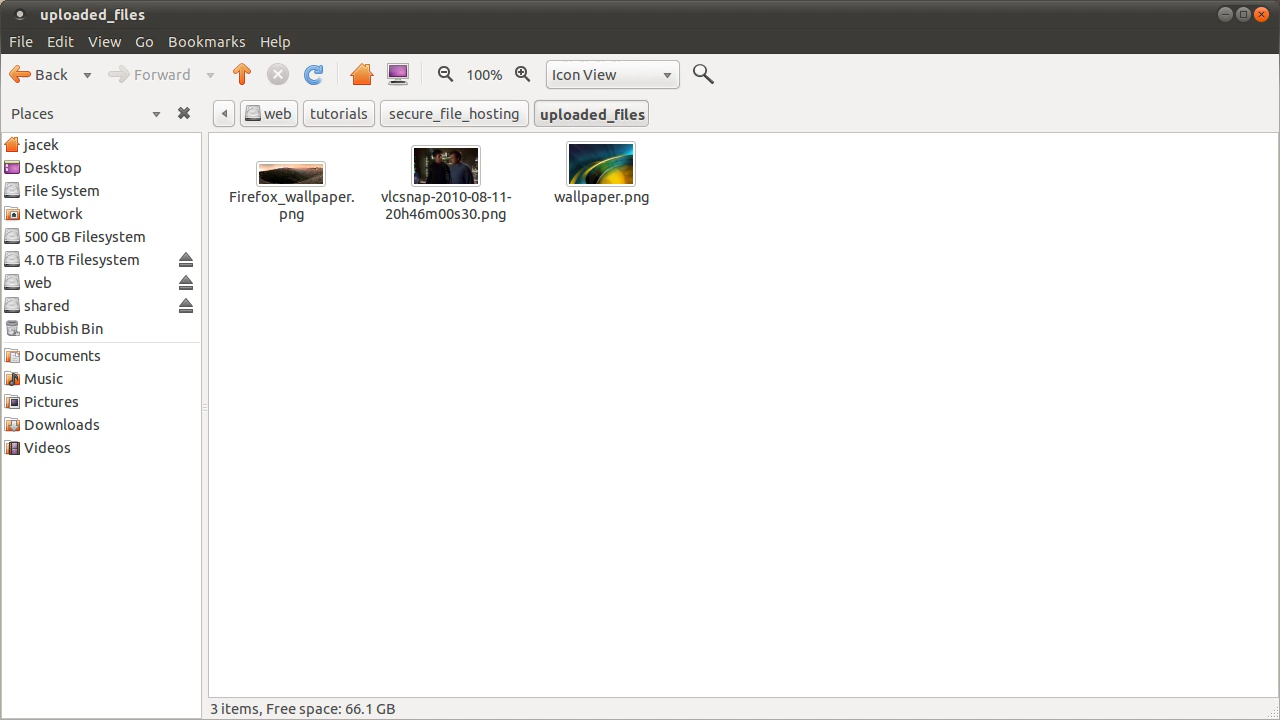 uploaded_files
File Edit View Go Bookmarks Help
Back Forward 100% Icon View
Places web tutorials secure_file_hosting uploaded_files
jacek
Desktop
File System
Network
500 GB Filesystem
4.0 TB Filesystem
web
shared
Rubbish Bin
Documents
Music
Pictures
Downloads
Videos
Firefox_wallpaper.
png
vlcsnap-2010-08-11-
20h46m00s30.png
wallpaper.png
3 items, Free space: 66.1 GB